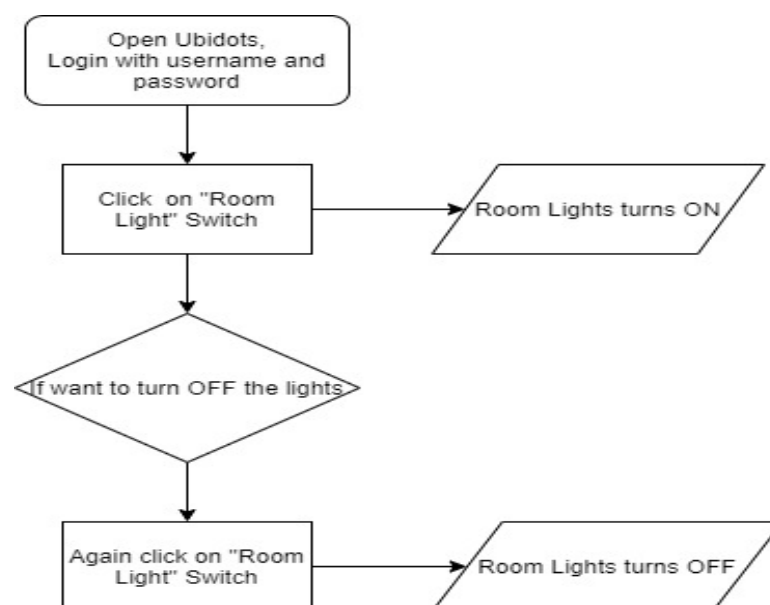 Open Ubidots,
Login with username and
password
Click on "Room
Light" Switch
Room Lights turns ON
If want to turn OFF the lights
Again click on "Room
Light" Switch
Room Lights turns OFF